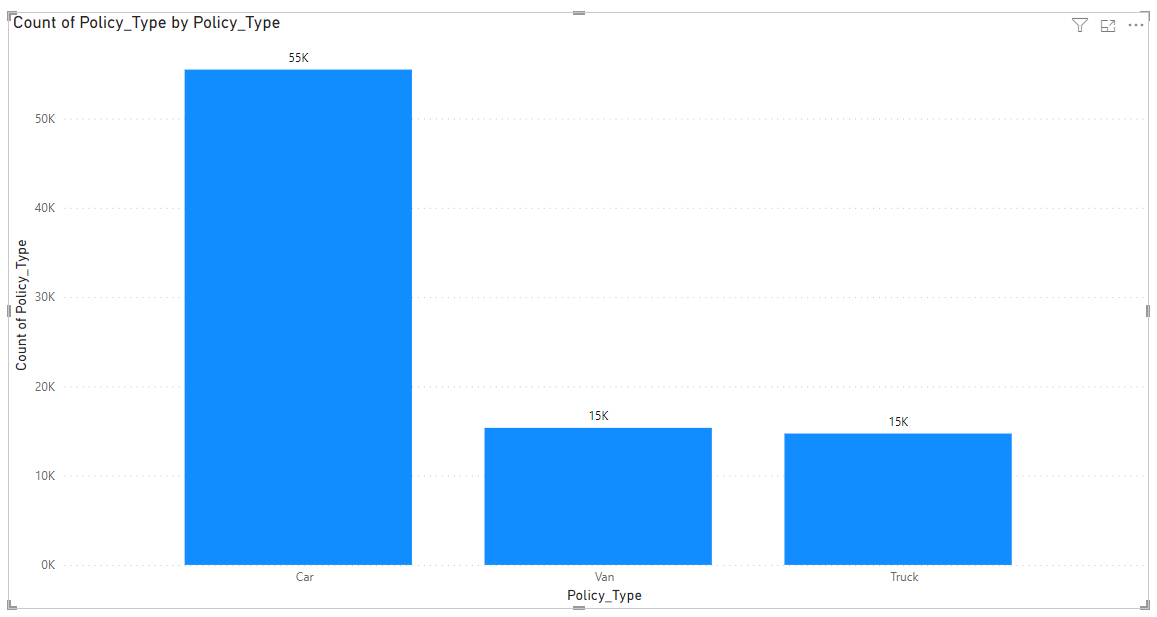 Count of Policy_Type by Policy_Type
55K
50K
40K
30K
20K
10K
0K
15K
15K
Count of Policy_Type
Car
Van
Truck
Policy_Type